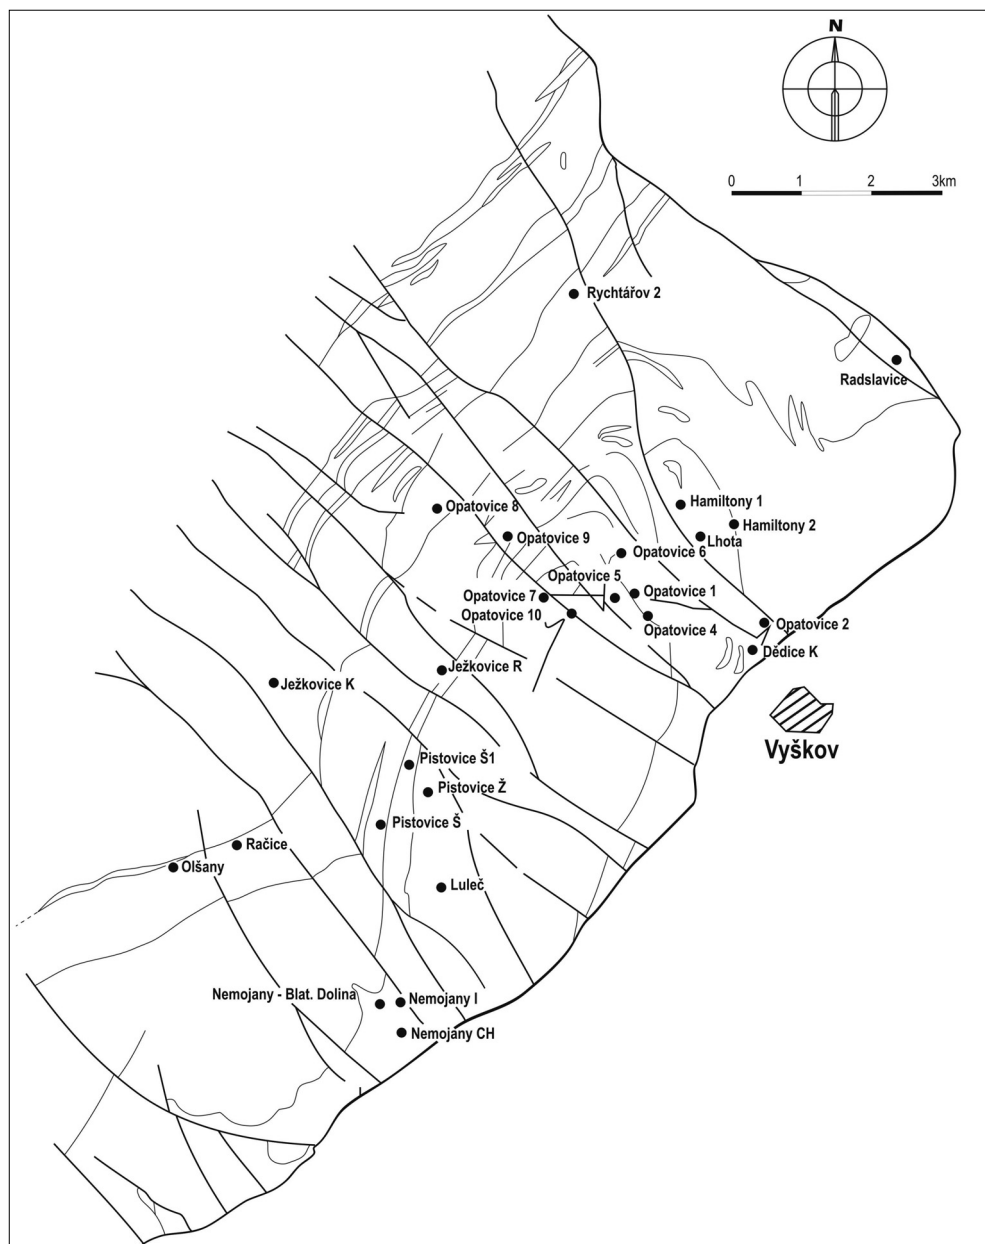 N
0 1 2 3km
Rychtářov 2
Radslavice
Hamiltony 1
Opatovice 8
Hamiltony 2
Opatovice 9
Lhota
Opatovice 6
Opatovice 5
Opatovice 7
Opatovice 1
Opatovice 10
Opatovice 4
Opatovice 2
Dědice K
Ježkovice R
Ježkovice K
Vyškov
Pistovice Š1
Pistovice Ž
Pistovice Š
Račice
Olšany
Luleč
Nemojany - Blat. Dolina
Nemojany I
Nemojany CH